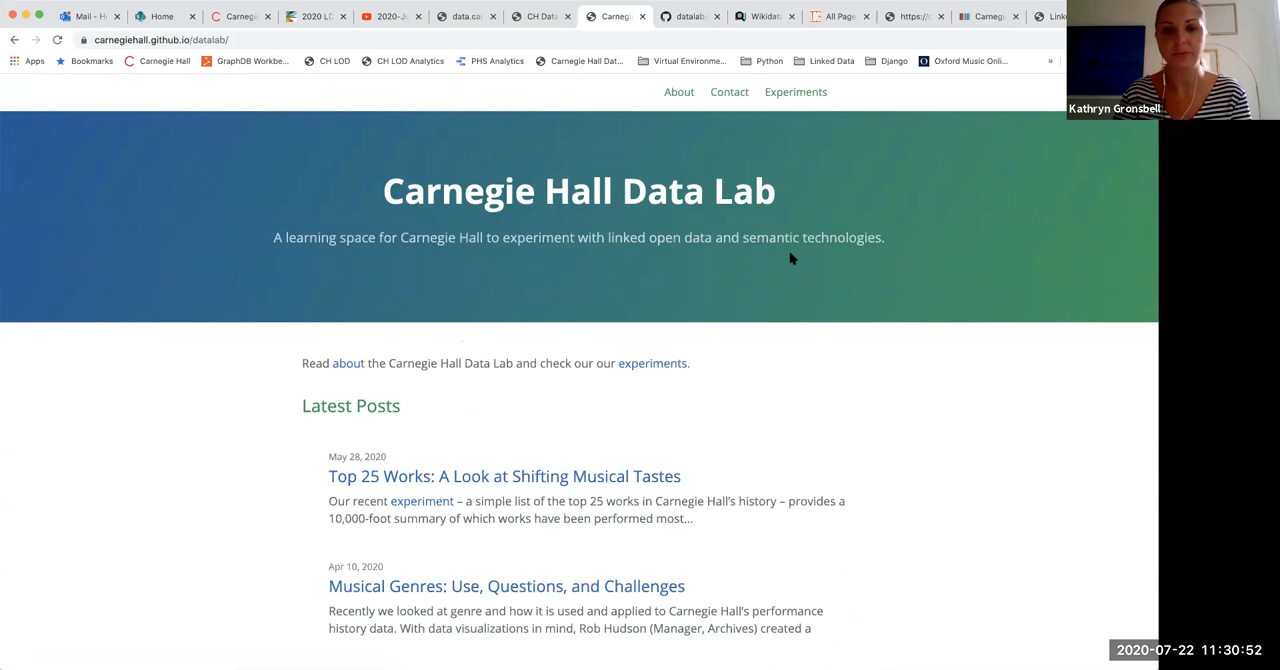 Mail - H
Home
Carnega
2020 LD
2020-Ju
data.ca
CH Data
Carnegi
datalab
Wikidat
All Page
https://c
Carnegi
Link
carnegiehall.github.io/datalab/
Apps
Bookmarks
Carnegie Hall
GraphDB Workbe...
CH LOD
CH LOD Analytics
PHS Analytics
Carnegie Hall Dat...
Virtual Environme...
Python
Linked Data
Django
Oxford Music Onli...
»
Kathryn Gronsbell
About
Contact
Experiments
Carnegie Hall Data Lab
A learning space for Carnegie Hall to experiment with linked open data and semantic technologies.
Read about the Carnegie Hall Data Lab and check our our experiments.
Latest Posts
May 28, 2020
Top 25 Works: A Look at Shifting Musical Tastes
Our recent experiment – a simple list of the top 25 works in Carnegie Hall's history – provides a
10,000-foot summary of which works have been performed most...
Apr 10, 2020
Musical Genres: Use, Questions, and Challenges
Recently we looked at genre and how it is used and applied to Carnegie Hall's performance
history data. With data visualizations in mind, Rob Hudson (Manager, Archives) created a
2020-07-22 11:30:52